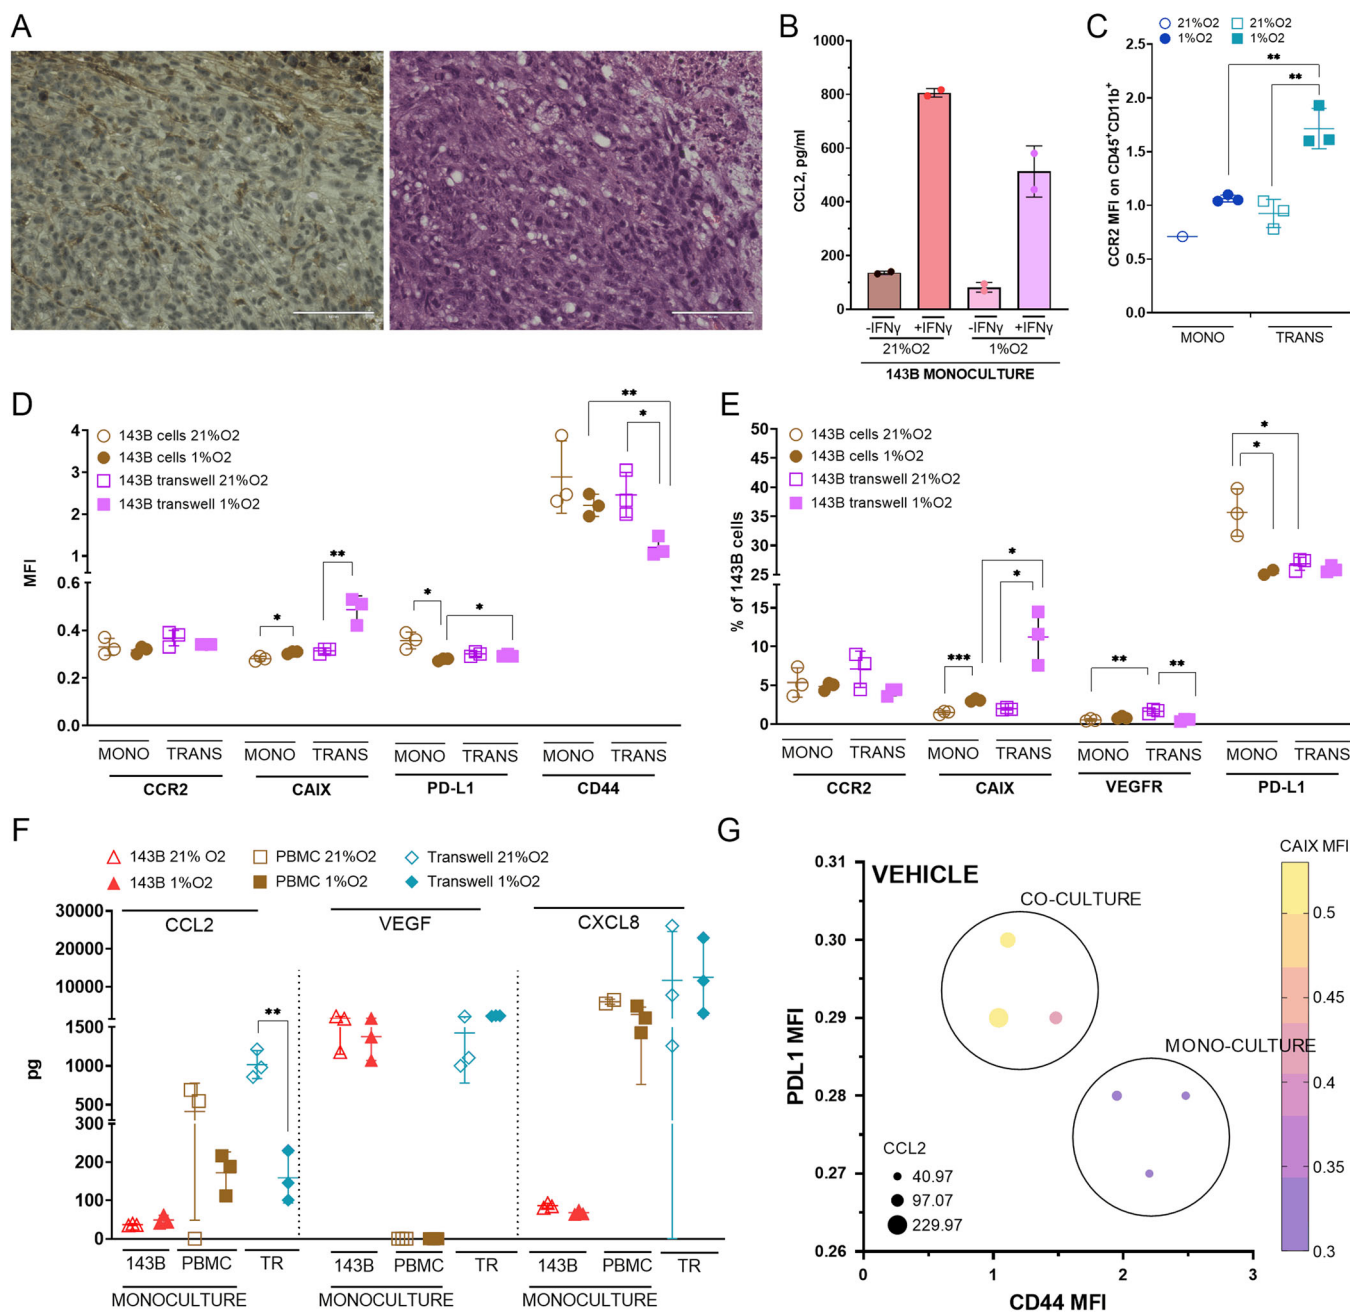 A
B
CCL2, pg/ml
1000
800
600
400
200
0
-IFNγ +IFNγ -IFNγ +IFNγ
21%O2 1%O2
143B MONOCULTURE
C
21%O2 21%O2
1%O2 1%O2
CCR2 MFI on CD45+CD11b+
2.5
2.0
1.5
1.0
0.5
0.0
** 
**
MONO TRANS
D
MFI
143B cells 21%O2
143B cells 1%O2
143B transwell 21%O2
143B transwell 1%O2
4
3
2
1
0.6
0.4
0.2
0.0
**
*
**
*
*
*
MONO TRANS MONO TRANS MONO TRANS MONO TRANS
CCR2 CAIX PD-L1 CD44
E
% of 143B cells
143B cells 21%O2
143B cells 1%O2
143B transwell 21%O2
143B transwell 1%O2
50
45
40
35
30
25
15
10
5
0
*
*
*
*
***
**
**
MONO TRANS MONO TRANS MONO TRANS MONO TRANS
CCR2 CAIX VEGFR PD-L1
F
143B 21% O2 PBMC 21%O2 Transwell 21%O2
143B 1%O2 PBMC 1%O2 Transwell 1%O2
CCL2 VEGF CXCL8
pg
30000
20000
10000
1500
1000
500
300
200
100
0
**
143B PBMC TR 143B PBMC TR 143B PBMC TR
MONOCULTURE MONOCULTURE MONOCULTURE
G
VEHICLE
CO-CULTURE
MONO-CULTURE
PDL1 MFI
0.31
0.30
0.29
0.28
0.27
0.26
CCL2
40.97
97.07
229.97
0 1 2 3
CD44 MFI
CAIX MFI
0.5
0.45
0.4
0.35
0.3